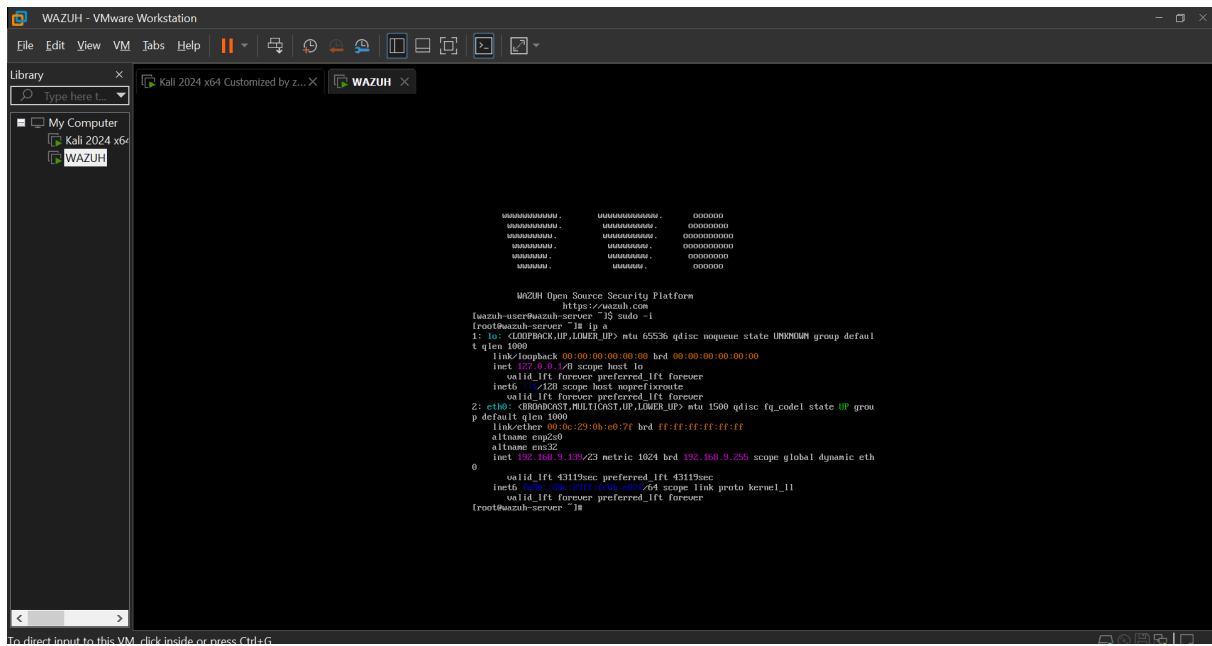 WAZUH - VMware Workstation
File Edit View VM Tabs Help
Library
Type here t...
My Computer
Kali 2024 x64
WAZUH
Kali 2024 x64 Customized by z...
WAZUH
wwwwwwwwwww. wwwwwwwwwwww. oooooo
wwwwwwwwww. wwwwwwwwwww. oooooooo
wwwwwwwww. wwwwwwwwww. oooooooooo
wwwwwwww. wwwwwwww. oooooooooo
wwwwwww. wwwwwww. oooooooo
wwwwww. wwwwww. oooooo
WAZUH Open Source Security Platform
https://wazuh.com
[wazuh-user@wazuh-server ~]$ sudo -i
[root@wazuh-server ~]# ip a
1: lo: <LOOPBACK,UP,LOWER_UP> mtu 65536 qdisc noqueue state UNKNOWN group defaul
t qlen 1000
link/loopback 00:00:00:00:00:00 brd 00:00:00:00:00:00
inet 127.0.0.1/8 scope host lo
valid_lft forever preferred_lft forever
inet6 ::1/128 scope host noprefixroute
valid_lft forever preferred_lft forever
2: eth0: <BROADCAST,MULTICAST,UP,LOWER_UP> mtu 1500 qdisc fq_codel state UP grou
p default qlen 1000
link/ether 00:0c:29:0b:e0:7f brd ff:ff:ff:ff:ff:ff
altname enp2s0
altname ens32
inet 192.168.9.139/23 metric 1024 brd 192.168.9.255 scope global dynamic eth
0
valid_lft 43119sec preferred_lft 43119sec
inet6 fe80::20c:29ff:fe0b:e07f/64 scope link proto kernel_ll
valid_lft forever preferred_lft forever
[root@wazuh-server ~]#
To direct input to this VM, click inside or press Ctrl+G.